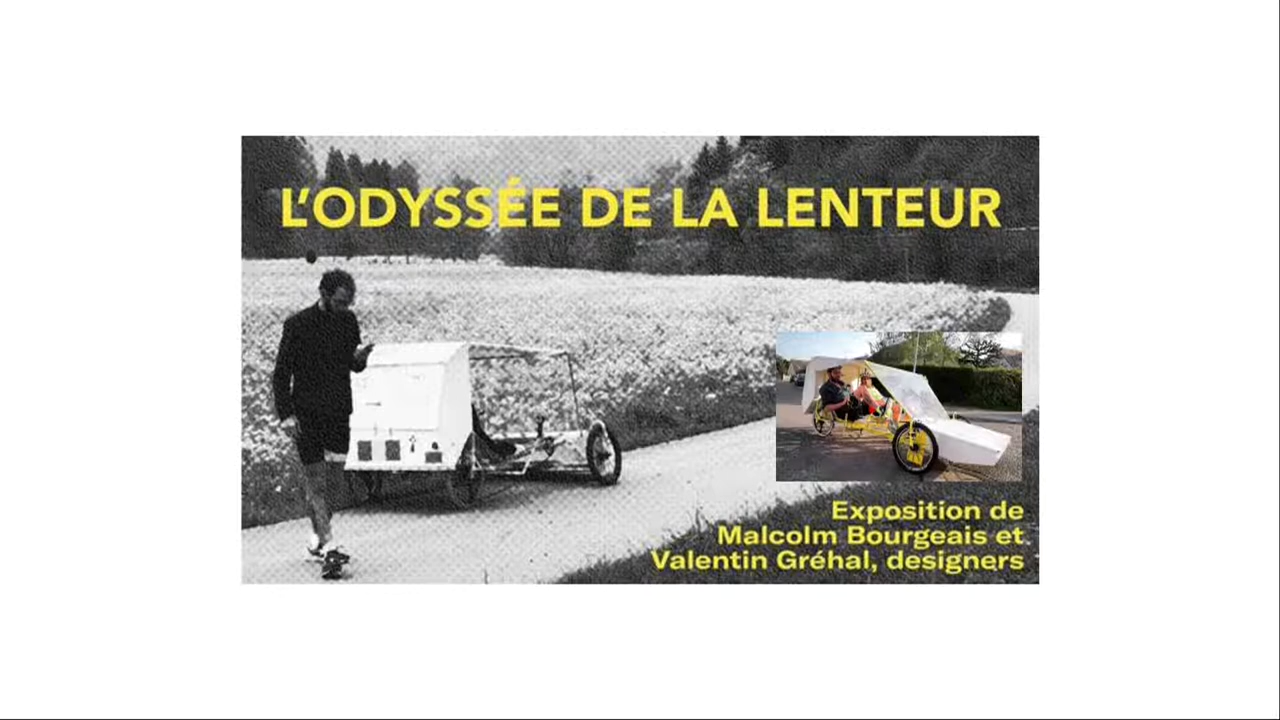 L'ODYSSÉE DE LA LENTEUR
Exposition de
Malcolm Bourgeais et
Valentin Gréhal, designers